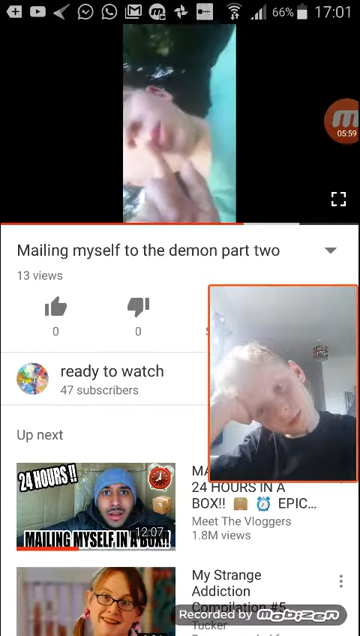 66% 17:01
05:59
Mailing myself to the demon part two
13 views
0 0
ready to watch
47 subscribers
Up next
24 HOURS!!
MAILING MYSELF IN A BOX!!
12:07
24 HOURS IN A
BOX!! 📦 ⏰ EPIC...
Meet The Vloggers
1.8M views
My Strange
Addiction
Compilation #5
Tucker
Recorded by mobizen